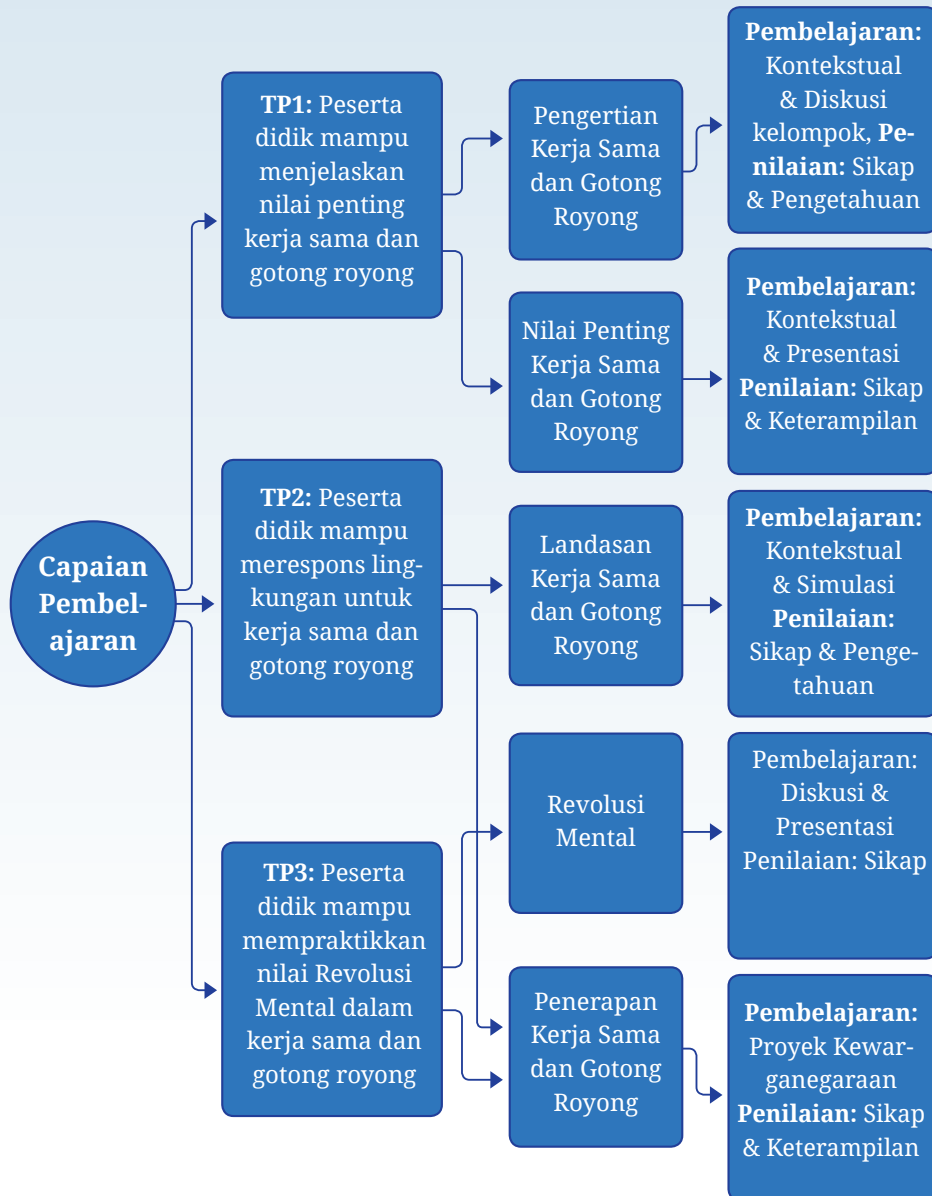 Capaian
Pembel-
ajaran
TP1: Peserta
didik mampu
menjelaskan
nilai penting
kerja sama dan
gotong royong
TP2: Peserta
didik mampu
merespons ling-
kungan untuk
kerja sama dan
gotong royong
TP3: Peserta
didik mampu
mempraktikkan
nilai Revolusi
Mental dalam
kerja sama dan
gotong royong
Pengertian
Kerja Sama
dan Gotong
Royong
Nilai Penting
Kerja Sama
dan Gotong
Royong
Landasan
Kerja Sama
dan Gotong
Royong
Revolusi
Mental
Penerapan
Kerja Sama
dan Gotong
Royong
Pembelajaran:
Kontekstual
& Diskusi
kelompok, Pe-
nilaian: Sikap
& Pengetahuan
Pembelajaran:
Kontekstual
& Presentasi
Penilaian: Sikap
& Keterampilan
Pembelajaran:
Kontekstual
& Simulasi
Penilaian:
Sikap & Penge-
tahuan
Pembelajaran:
Diskusi &
Presentasi
Penilaian: Sikap
Pembelajaran:
Proyek Kewar-
ganegaraan
Penilaian: Sikap
& Keterampilan